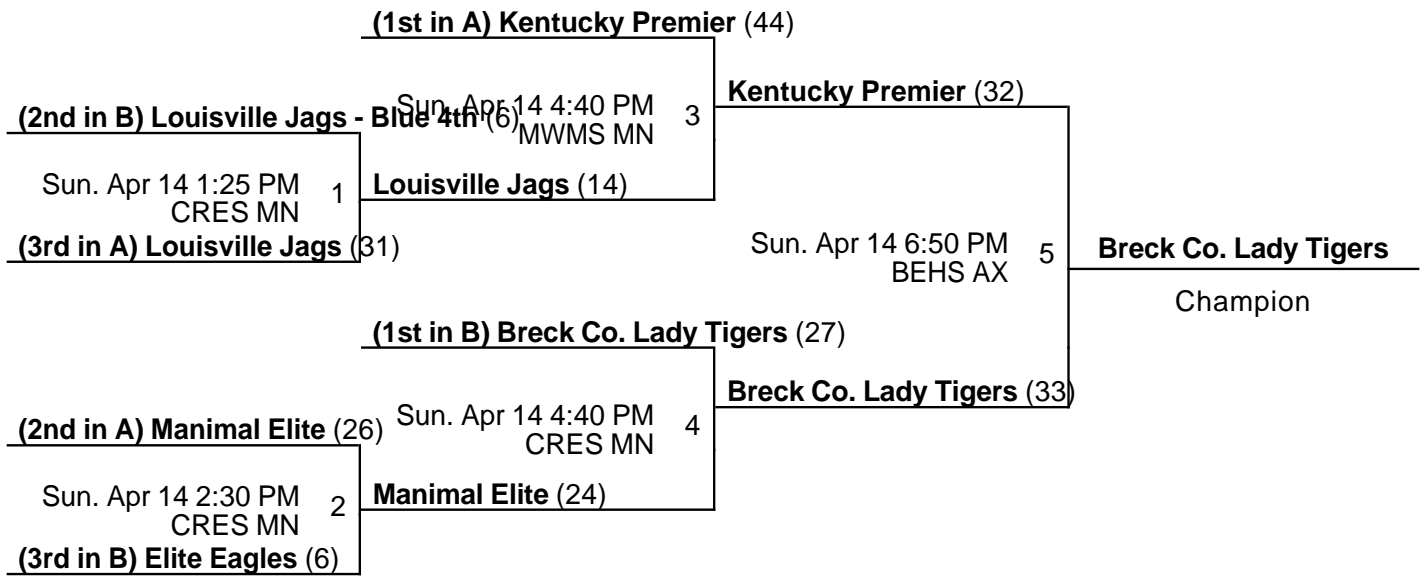 (1st in A) Kentucky Premier (44)
Sun. Apr 14 4:40 PM
MWMS MN
3
Kentucky Premier (32)
(2nd in B) Louisville Jags - Blue 4th (6)
Sun. Apr 14 1:25 PM
CRES MN
1
Louisville Jags (14)
(3rd in A) Louisville Jags (31)
Sun. Apr 14 6:50 PM
BEHS AX
5
Breck Co. Lady Tigers
Champion
(1st in B) Breck Co. Lady Tigers (27)
Sun. Apr 14 4:40 PM
CRES MN
4
Breck Co. Lady Tigers (33)
(2nd in A) Manimal Elite (26)
Sun. Apr 14 2:30 PM
CRES MN
2
Manimal Elite (24)
(3rd in B) Elite Eagles (6)